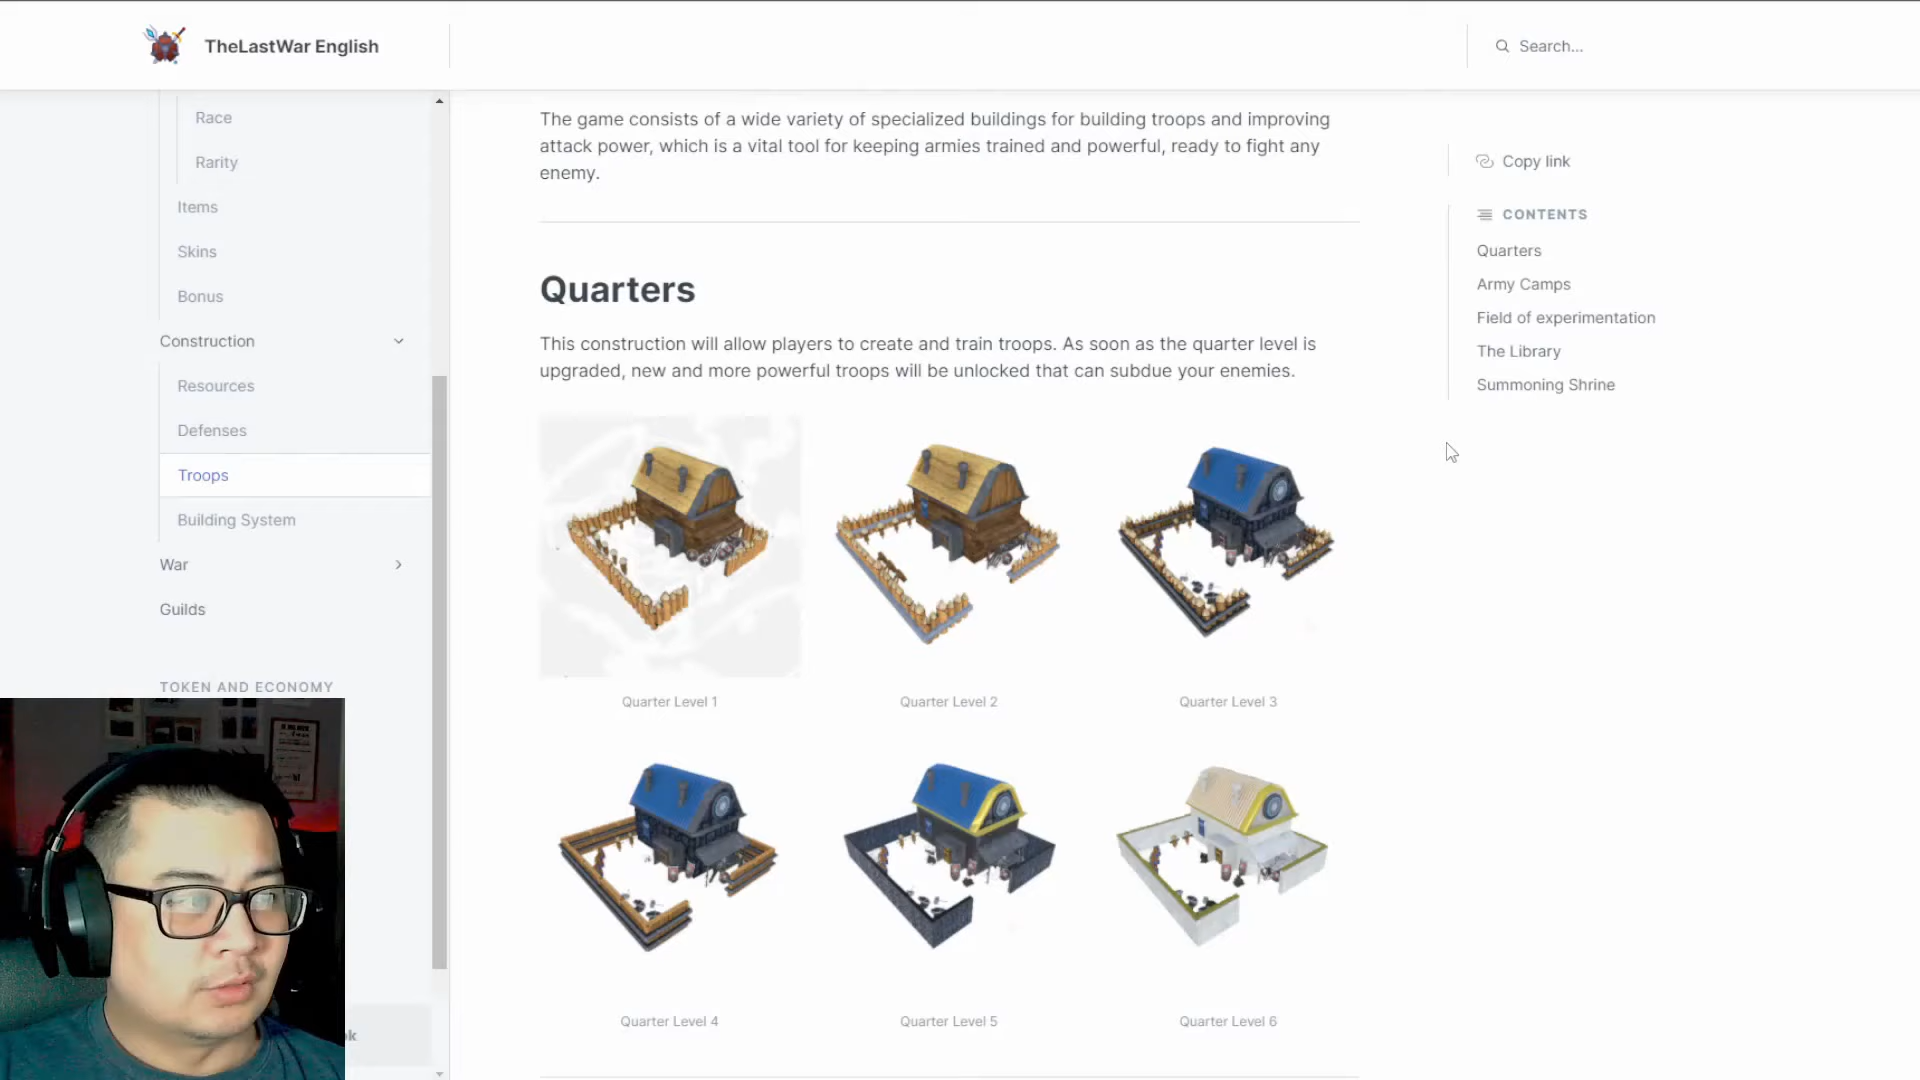 TheLastWar English
Search...
Race
Rarity
Items
Skins
Bonus
Construction
Resources
Defenses
Troops
Building System
War
Guilds
TOKEN AND ECONOMY
The game consists of a wide variety of specialized buildings for building troops and improving
attack power, which is a vital tool for keeping armies trained and powerful, ready to fight any
enemy.
Quarters
This construction will allow players to create and train troops. As soon as the quarter level is
upgraded, new and more powerful troops will be unlocked that can subdue your enemies.
Quarter Level 1
Quarter Level 2
Quarter Level 3
Quarter Level 4
Quarter Level 5
Quarter Level 6
Copy link
CONTENTS
Quarters
Army Camps
Field of experimentation
The Library
Summoning Shrine